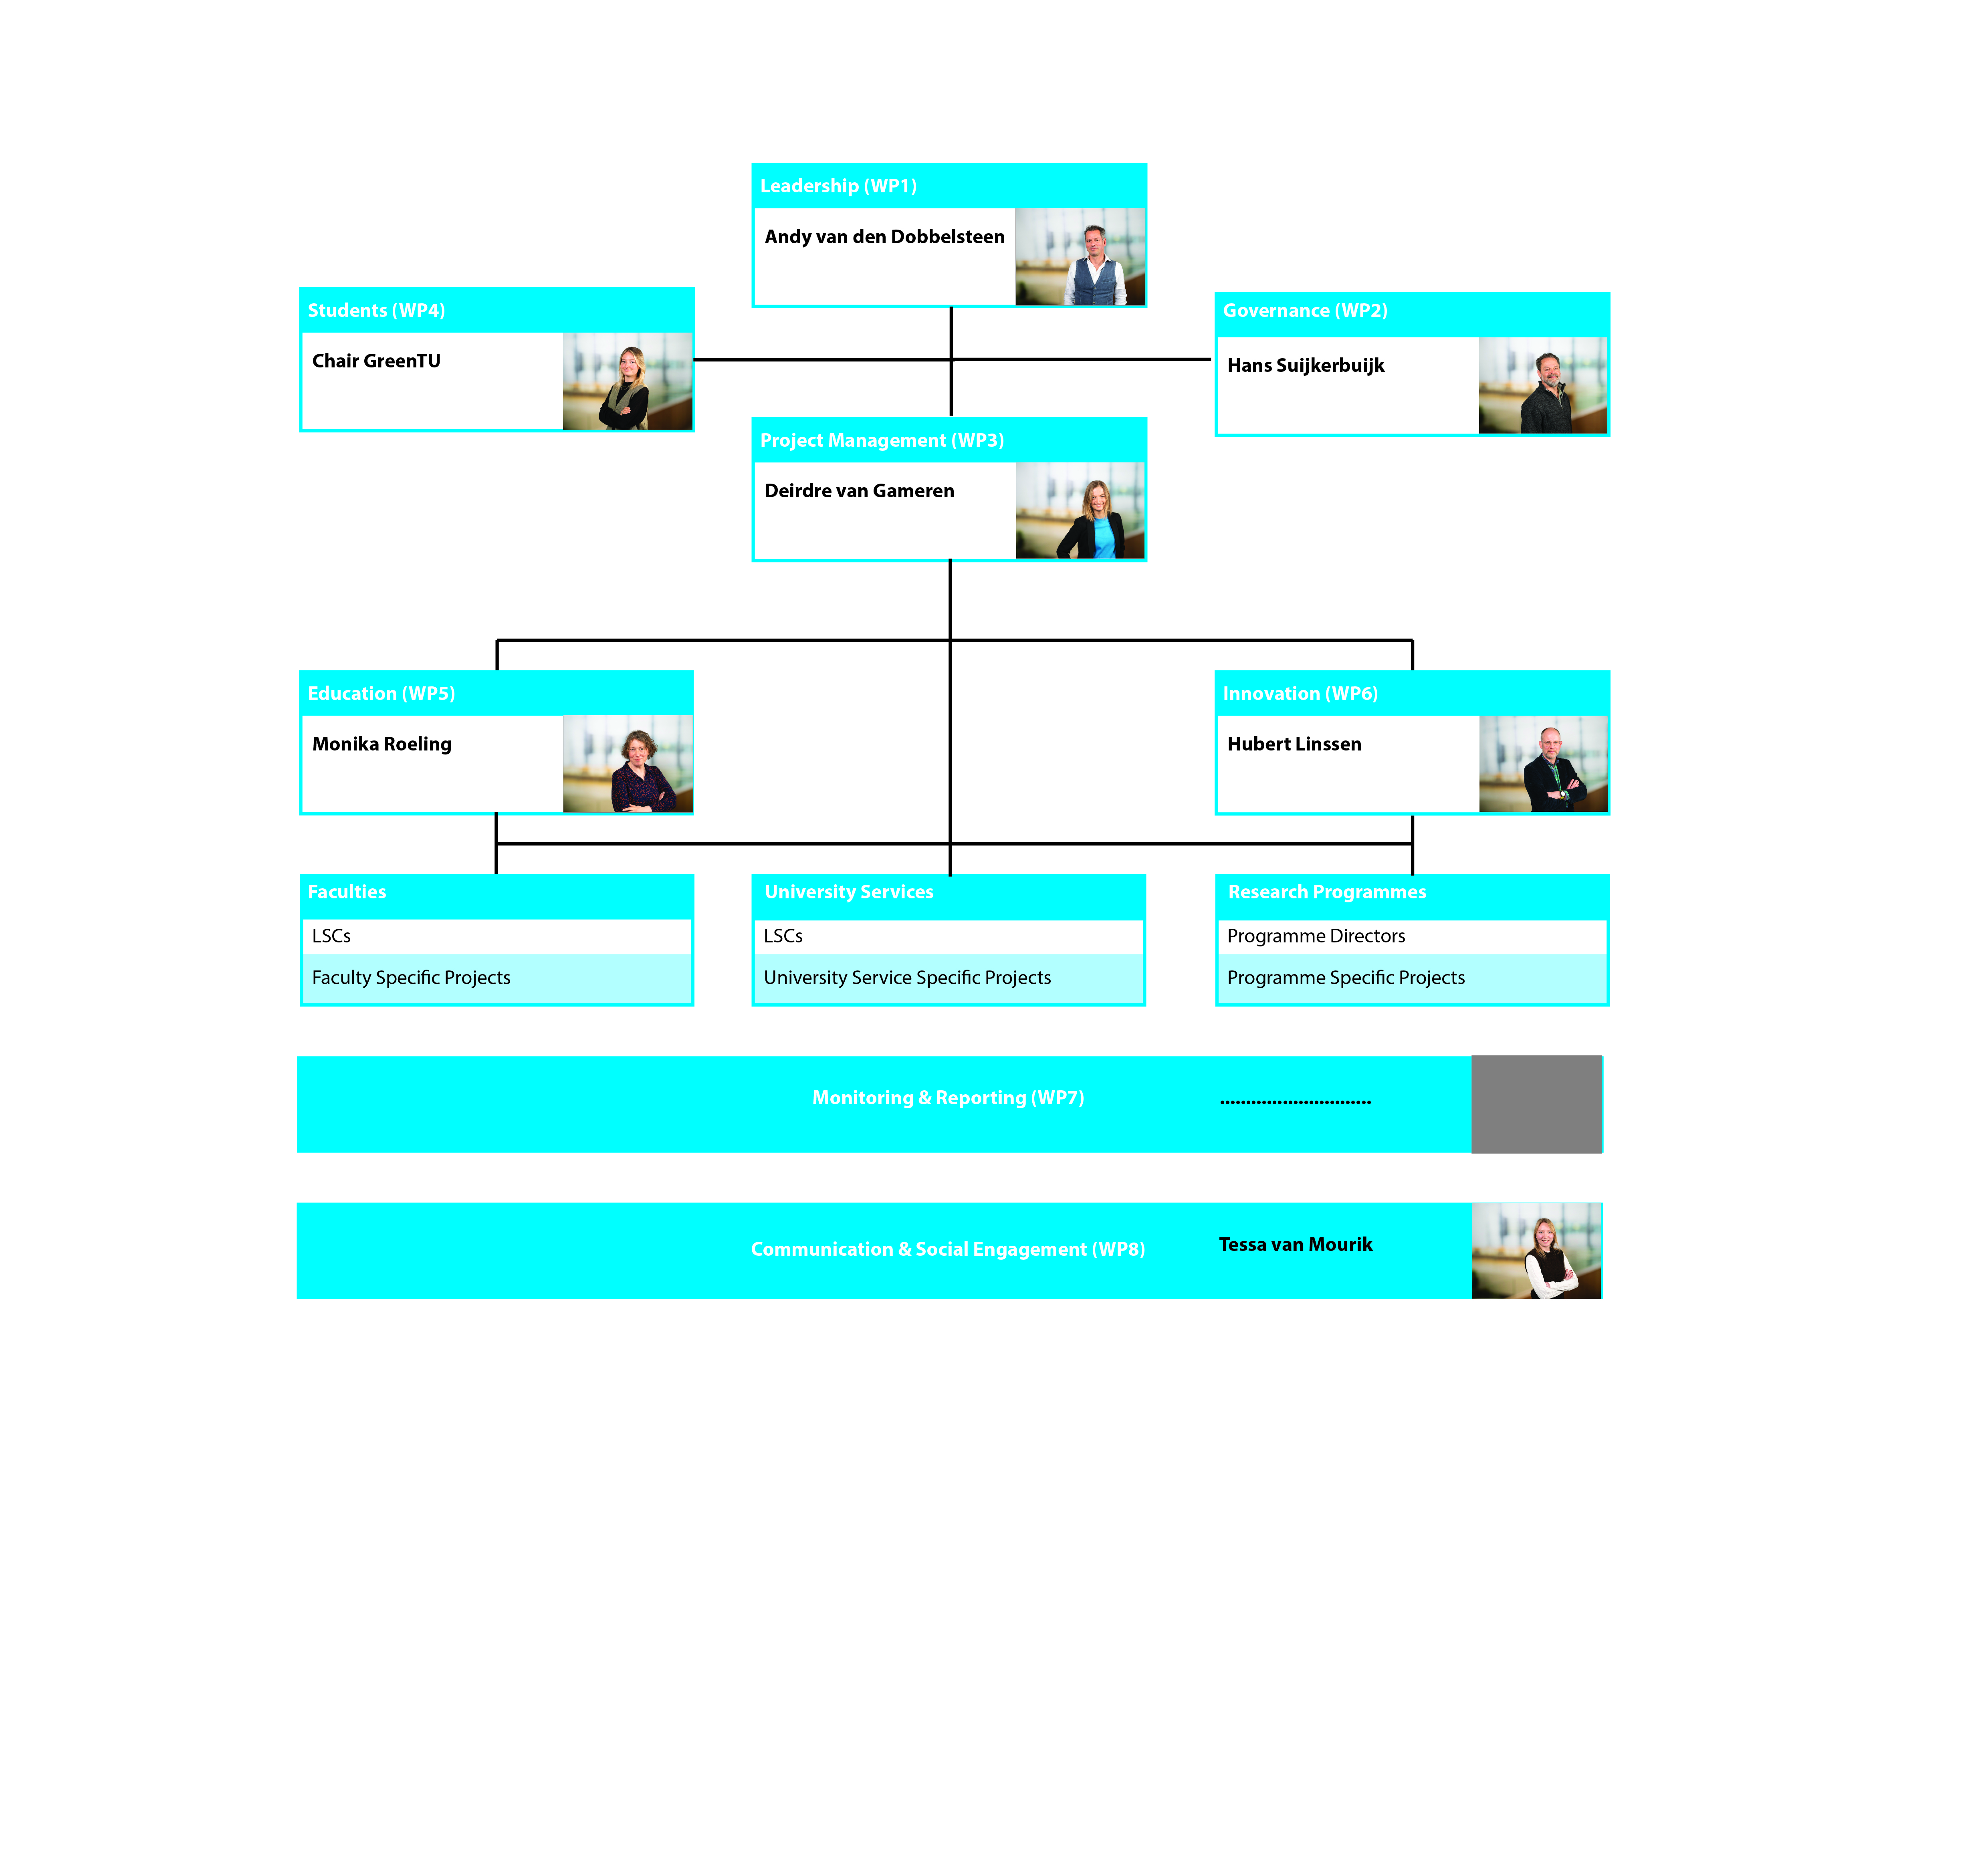 Leadership (WP1)
Andy van den Dobbelsteen
Students (WP4)
Chair GreenTU
Governance (WP2)
Hans Suijkerbuijk
Project Management (WP3)
Deirdre van Gameren
Education (WP5)
Monika Roeling
Innovation (WP6)
Hubert Linssen
Faculties
LSCs
Faculty Specific Projects
University Services
LSCs
University Service Specific Projects
Research Programmes
Programme Directors
Programme Specific Projects
Monitoring & Reporting (WP7)
.............................
Communication & Social Engagement (WP8)
Tessa van Mourik